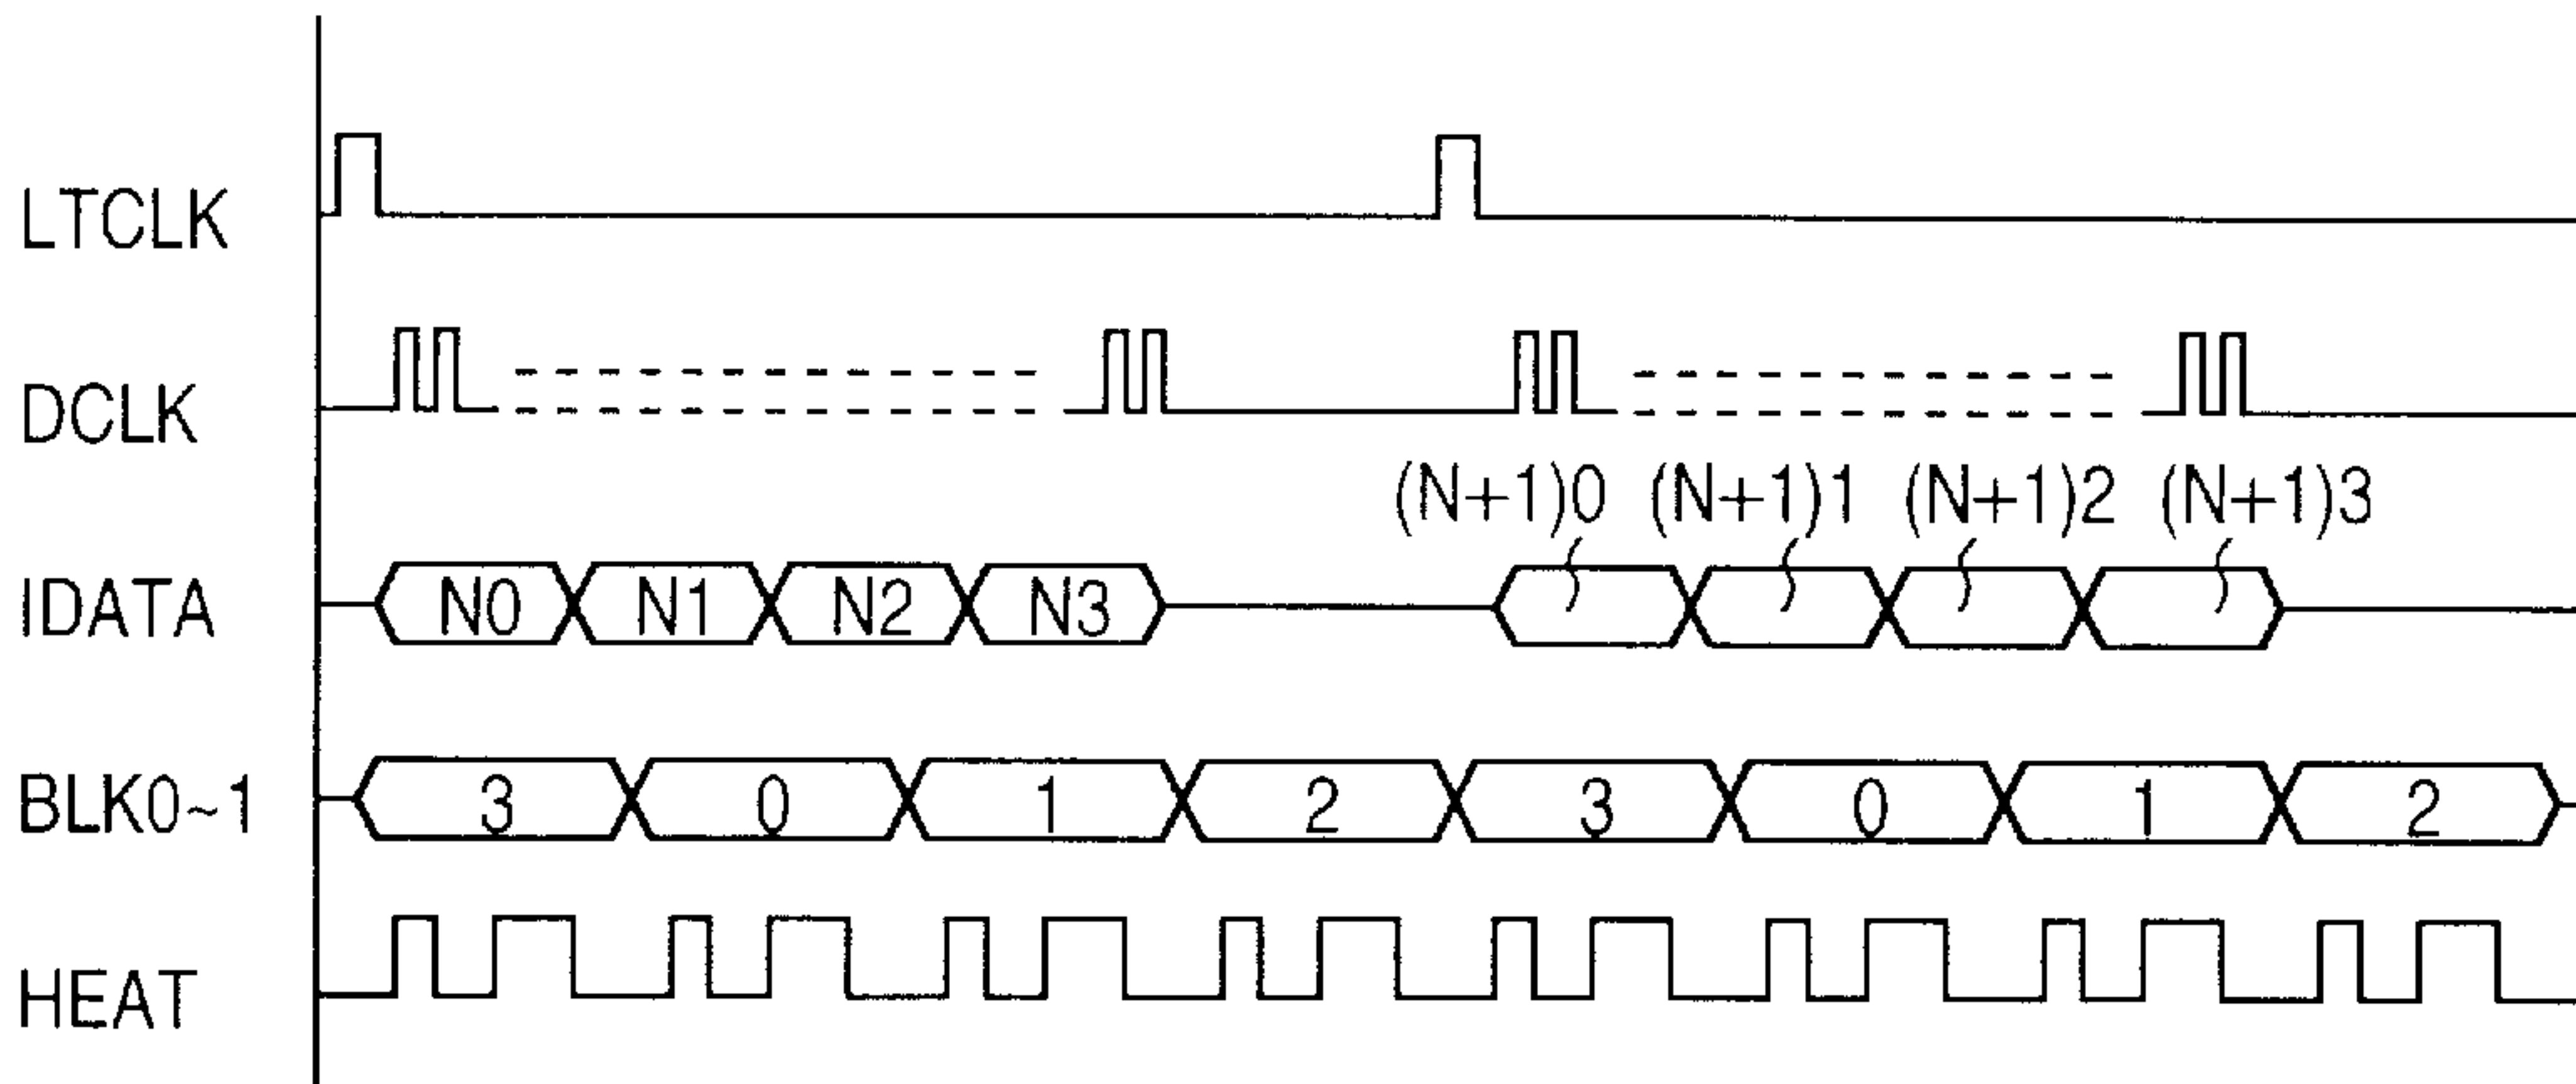 LTCLK
DCLK
(N+1)0 (N+1)1 (N+1)2 (N+1)3
IDATA N0 N1 N2 N3
BLK0~1 3 0 1 2 3 0 1 2
HEAT